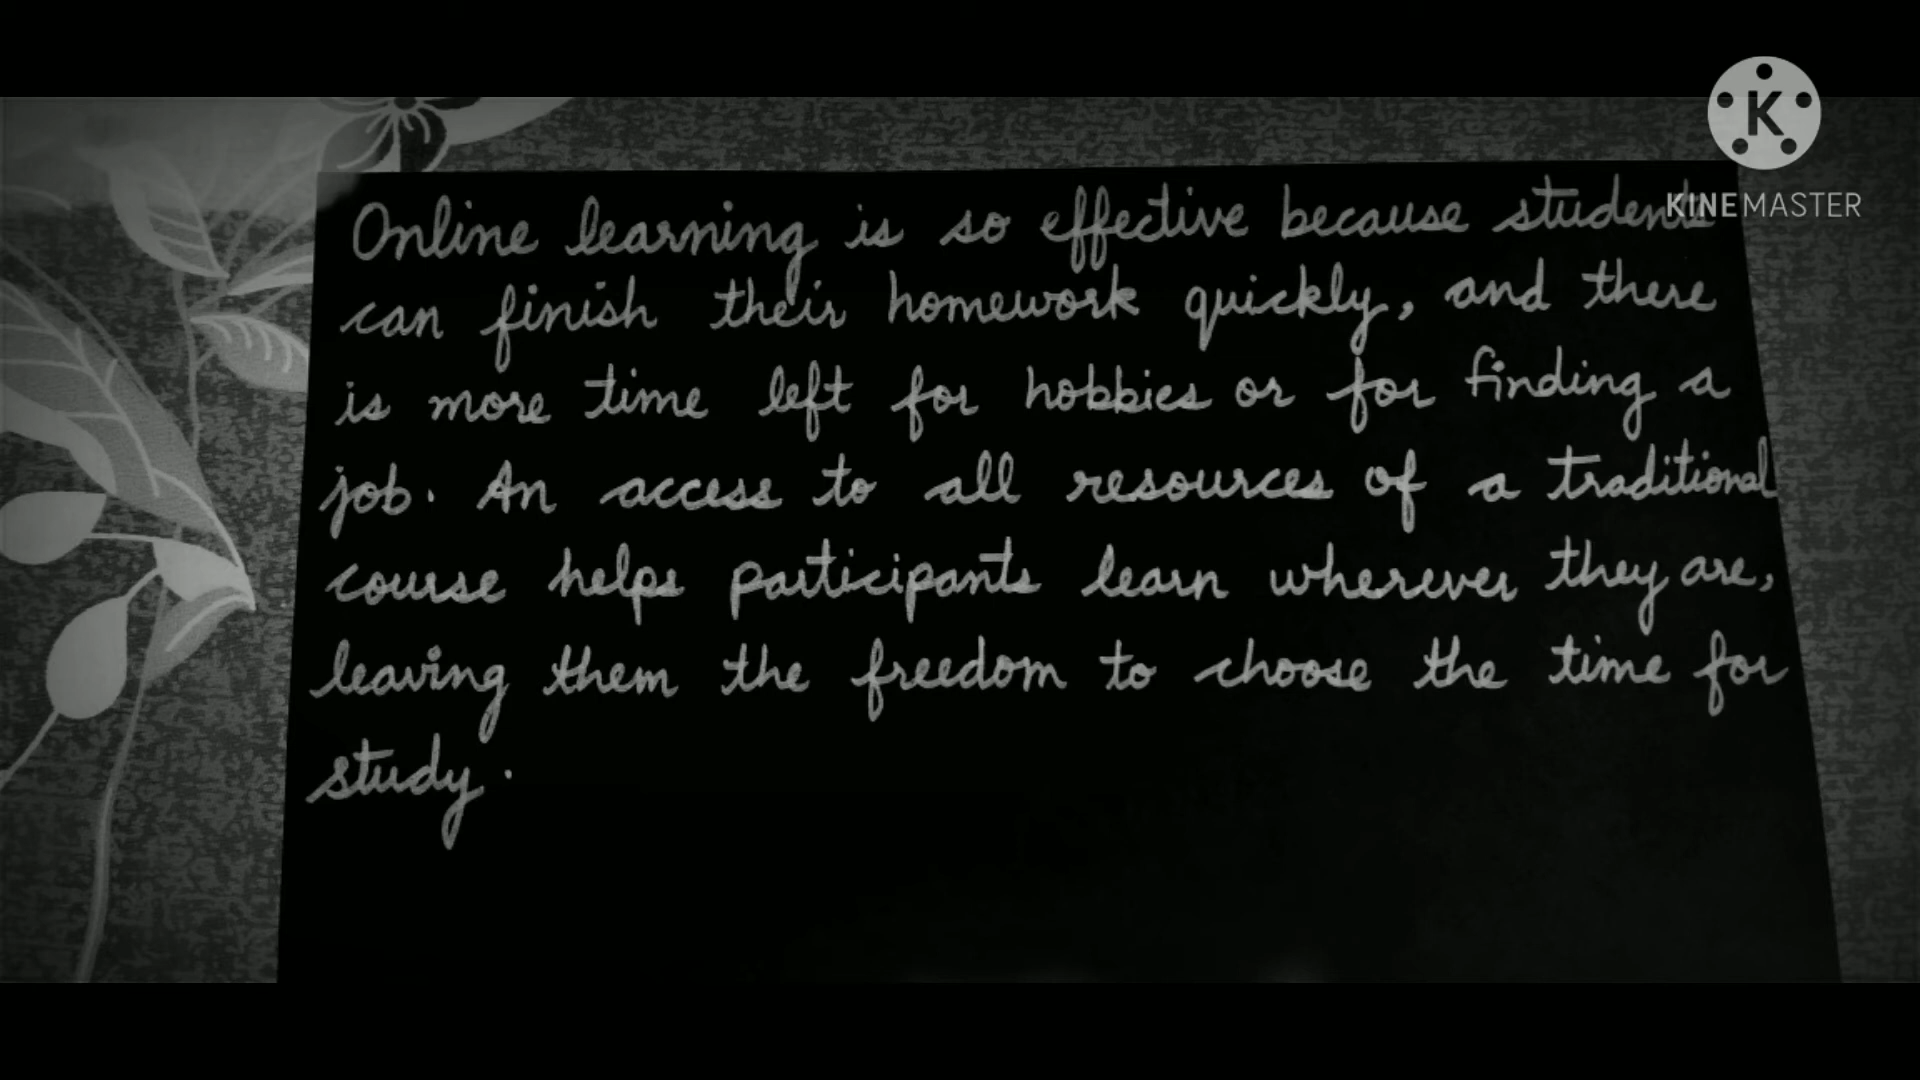 K
KINEMASTER
Online learning is so effective because students
can finish their homework quickly, and there
is more time left for hobbies or for finding a
job. An access to all resources of a traditional
course helps participants learn wherever they are,
leaving them the freedom to choose the time for
study.